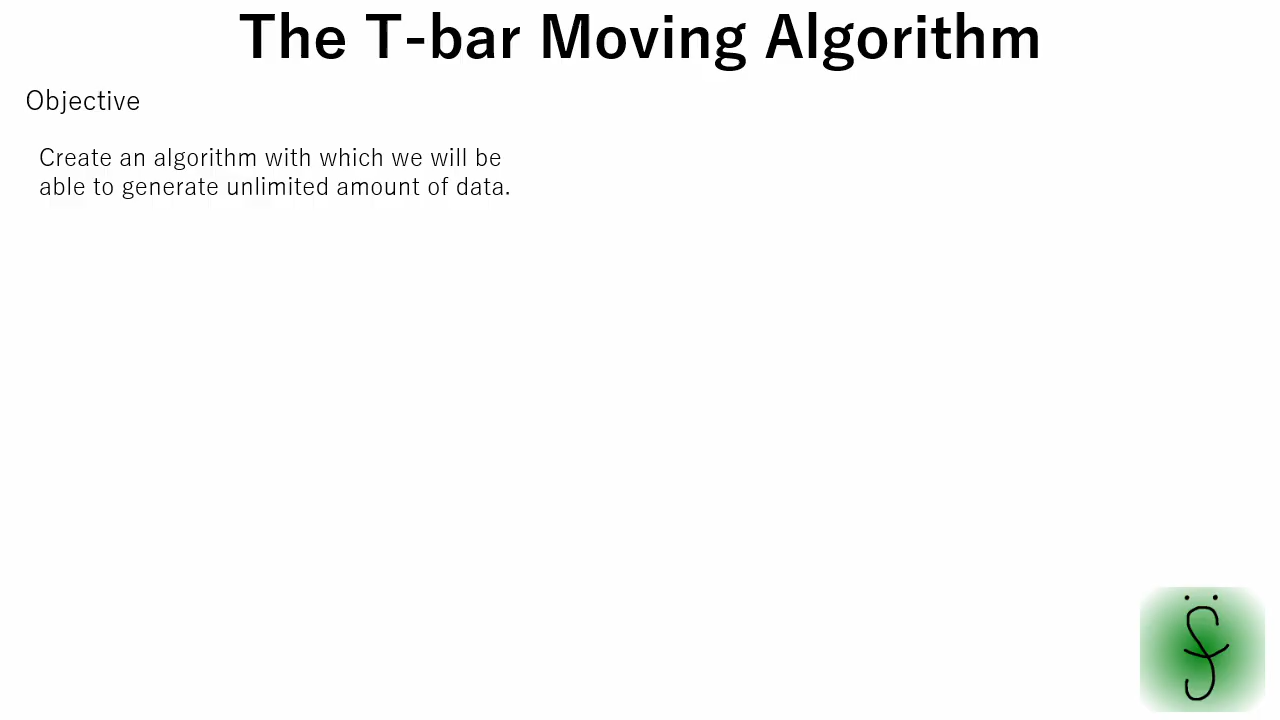 The T-bar Moving Algorithm
Objective
Create an algorithm with which we will be
able to generate unlimited amount of data.